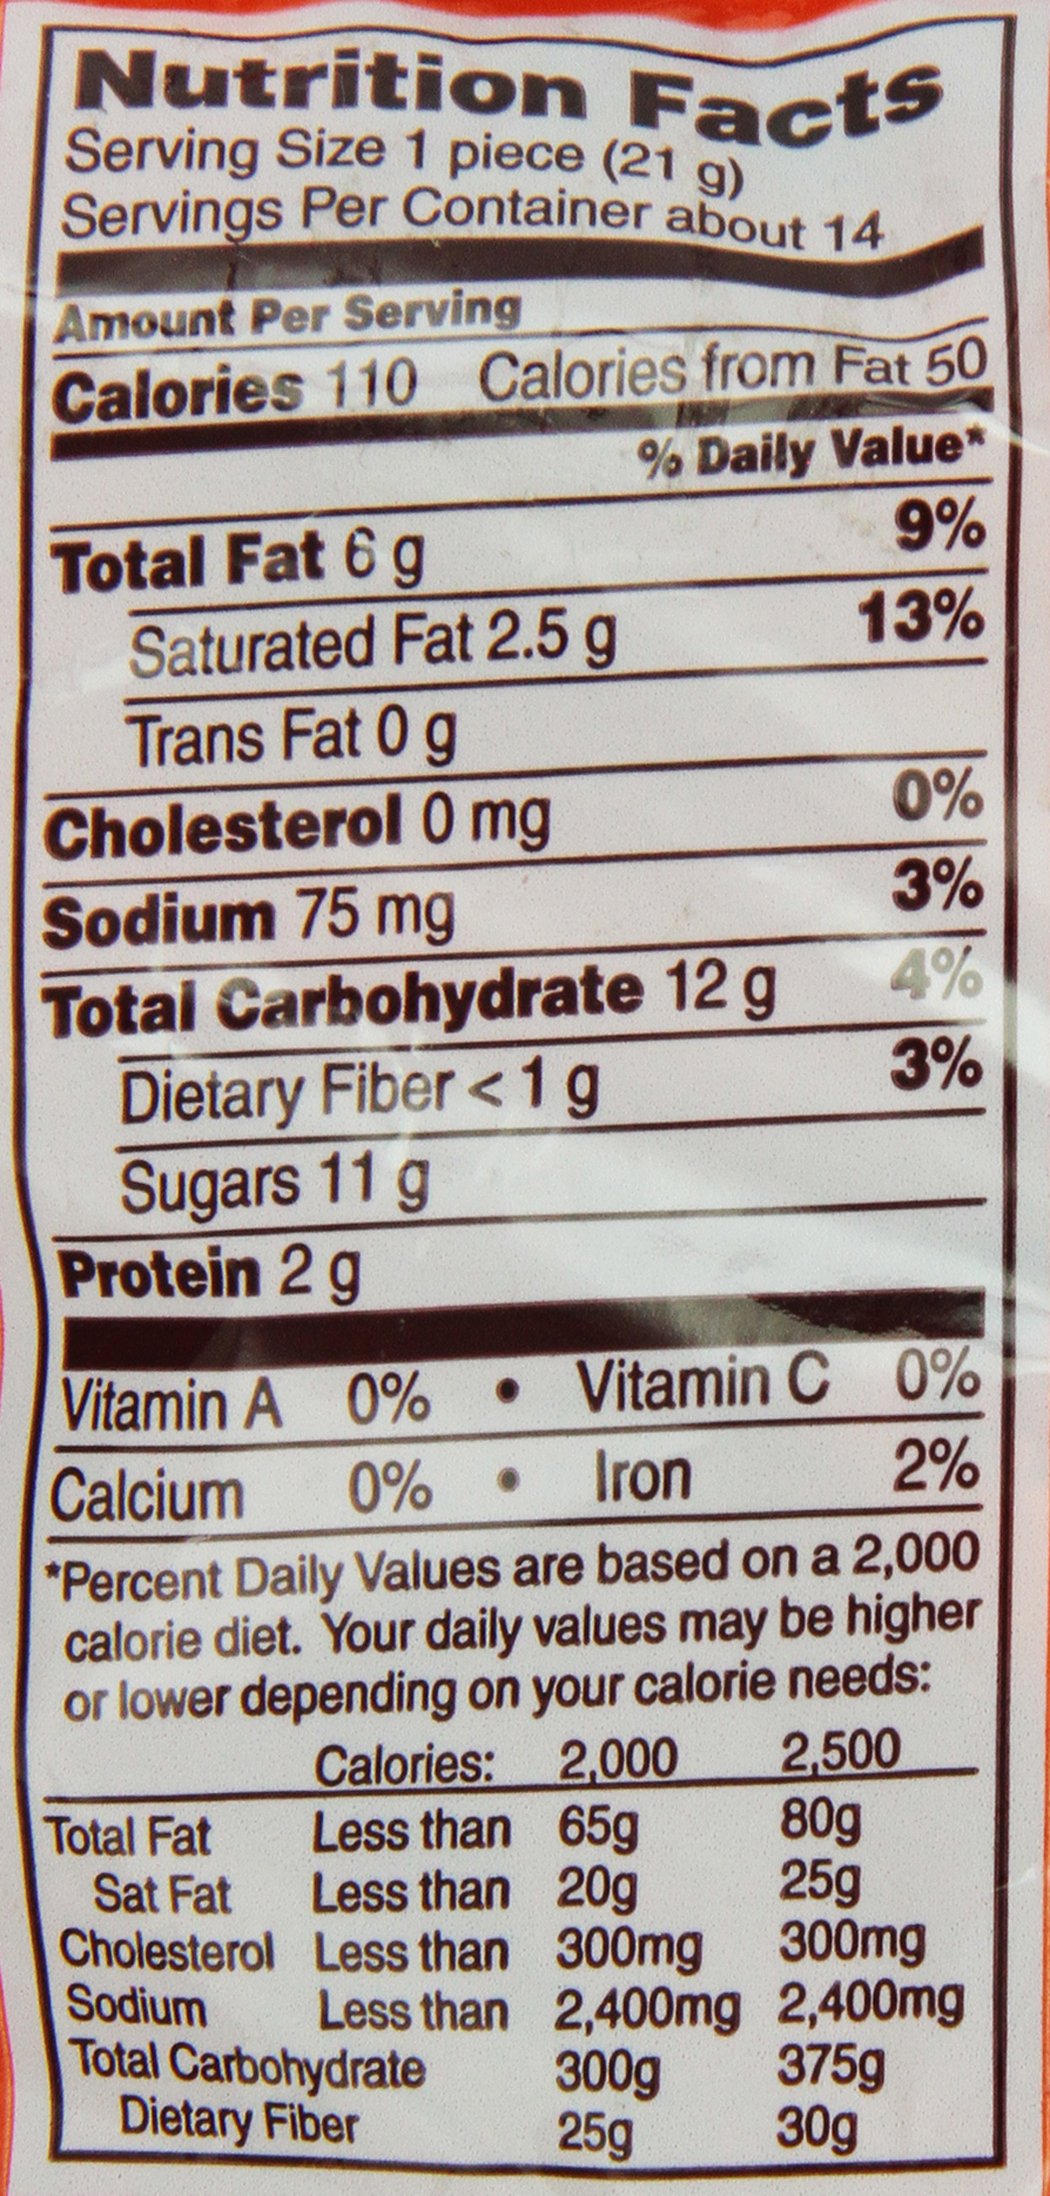 Nutrition Facts
Serving Size 1 piece (21 g)
Servings Per Container about 14
Amount Per Serving
Calories 110 Calories from Fat 50
% Daily Value*
Total Fat 6 g 9%
Saturated Fat 2.5 g 13%
Trans Fat 0 g
Cholesterol 0 mg 0%
Sodium 75 mg 3%
Total Carbohydrate 12 g 4%
Dietary Fiber < 1 g 3%
Sugars 11 g
Protein 2 g
Vitamin A 0% • Vitamin C 0%
Calcium 0% • Iron 2%
*Percent Daily Values are based on a 2,000
calorie diet. Your daily values may be higher
or lower depending on your calorie needs:
Calories: 2,000 2,500
Total Fat Less than 65g 80g
Sat Fat Less than 20g 25g
Cholesterol Less than 300mg 300mg
Sodium Less than 2,400mg 2,400mg
Total Carbohydrate 300g 375g
Dietary Fiber 25g 30g